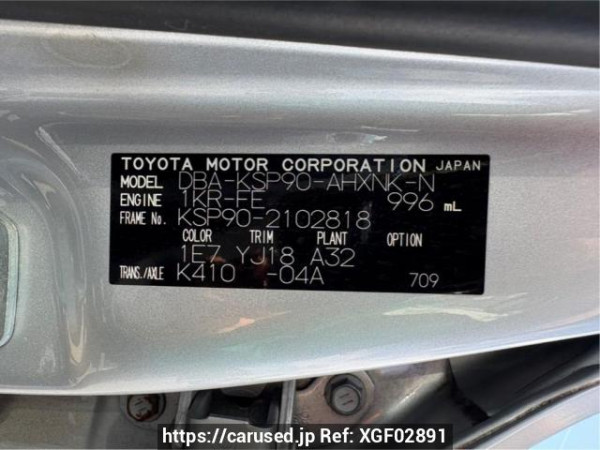 TOYOTA MOTOR CORPORATION JAPAN
MODEL DBA-KSP90-AHXNK-N
ENGINE 1KR-FE 996 mL
FRAME No. KSP90-2102818
COLOR TRIM PLANT OPTION
1E7 YJ18 A32
TRANS./AXLE K410 -04A 709
https://carused.jp Ref: XGF02891